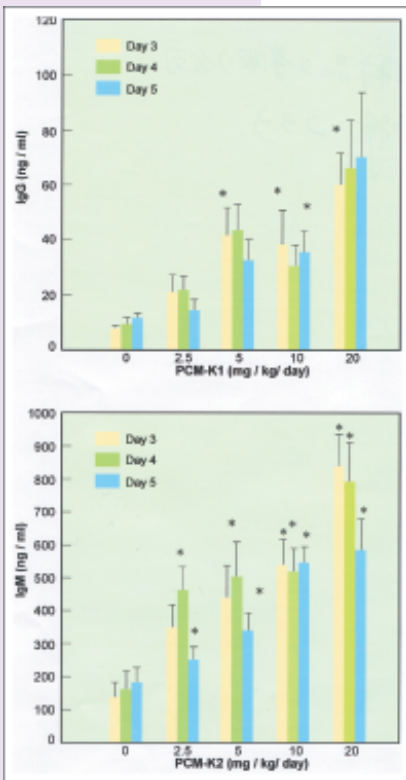 120
Day 3
Day 4
Day 5
100
80
60
40
20
0
IgG (ng / ml)
* * * *
0 2.5 5 10 20
PCM-K1 (mg / kg/ day)
1000
Day 3
Day 4
Day 5
900
800
700
600
500
400
300
200
100
IgM (ng / ml)
* * * * * * * * * *
0 2.5 5 10 20
PCM-K2 (mg / kg/ day)